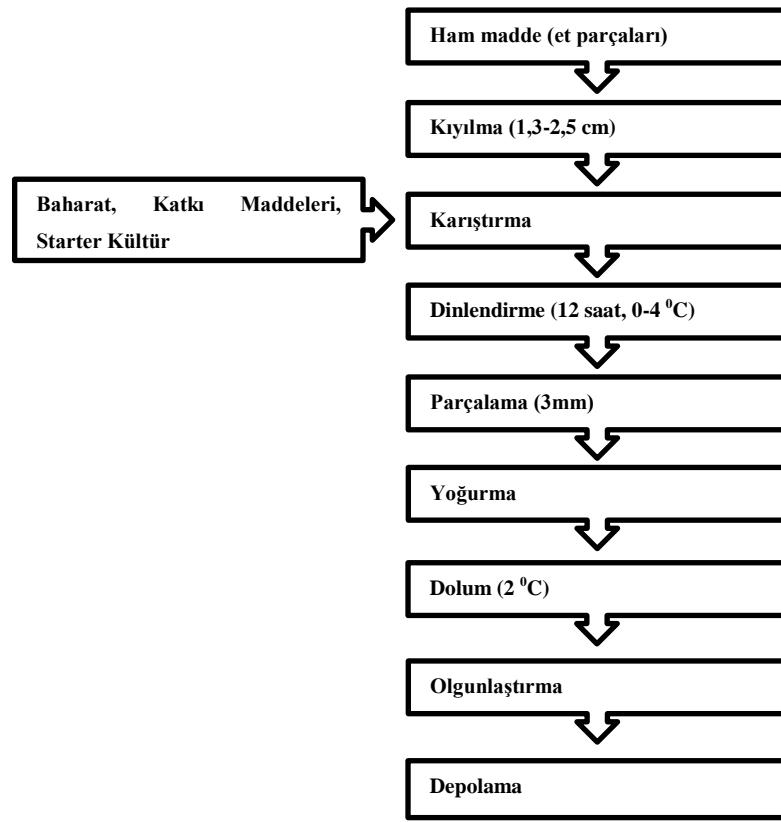 Ham madde (et parçaları)
Kıyılma (1,3-2,5 cm)
Baharat, Katkı Maddeleri,
Starter Kültür
Karıştırma
Dinlendirme (12 saat, 0-4 ⁰C)
Parçalama (3mm)
Yoğurma
Dolum (2 ⁰C)
Olgunlaştırma
Depolama